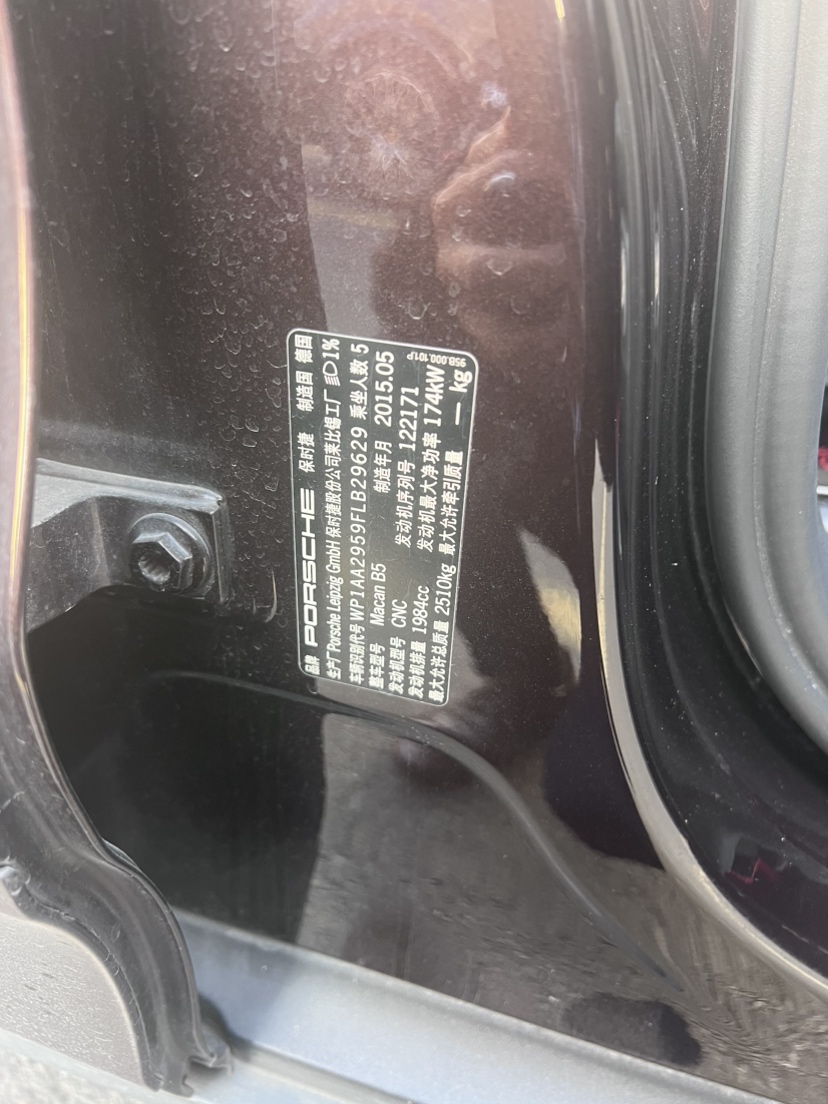 品牌 PORSCHE 保时捷 制造国 德国
生产厂 Porsche Leipzig GmbH 保时捷股份公司莱比锡工厂 1%
车辆识别代号 WP1AA2959FLB29629 乘坐人数 5
整车型号 Macan B5 制造年月 2015.05
发动机型号 CNC 发动机序列号 122171
发动机排量 1984cc 发动机最大净功率 174kW
最大允许总质量 2510kg 最大允许牵引质量 — kg
95B.000.101.P